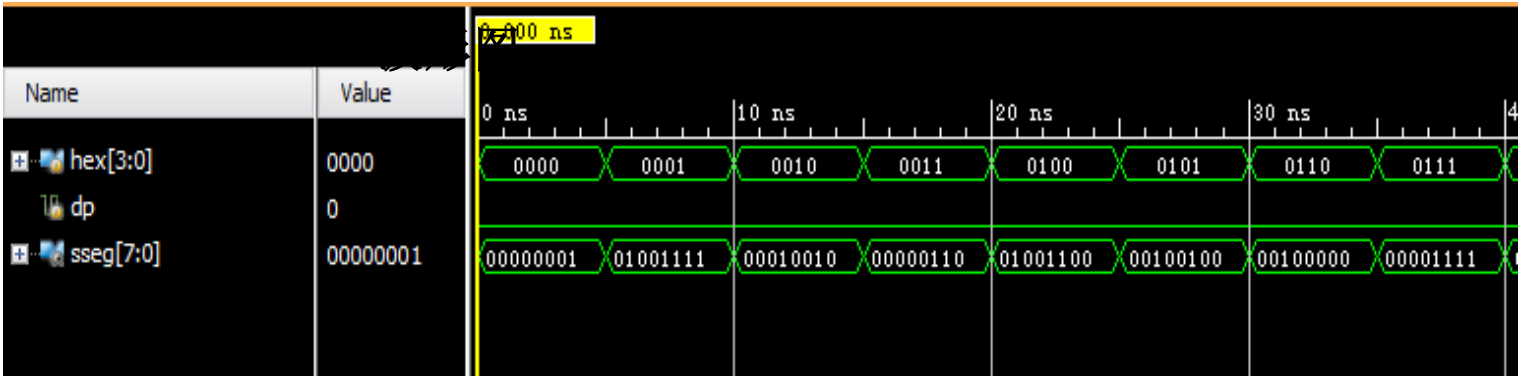 0.000 ns
图
Name Value
0 ns 10 ns 20 ns 30 ns 4
hex[3:0] 0000 0000 0001 0010 0011 0100 0101 0110 0111
dp 0
sseg[7:0] 00000001 00000001 01001111 00010010 00000110 01001100 00100100 00100000 00001111